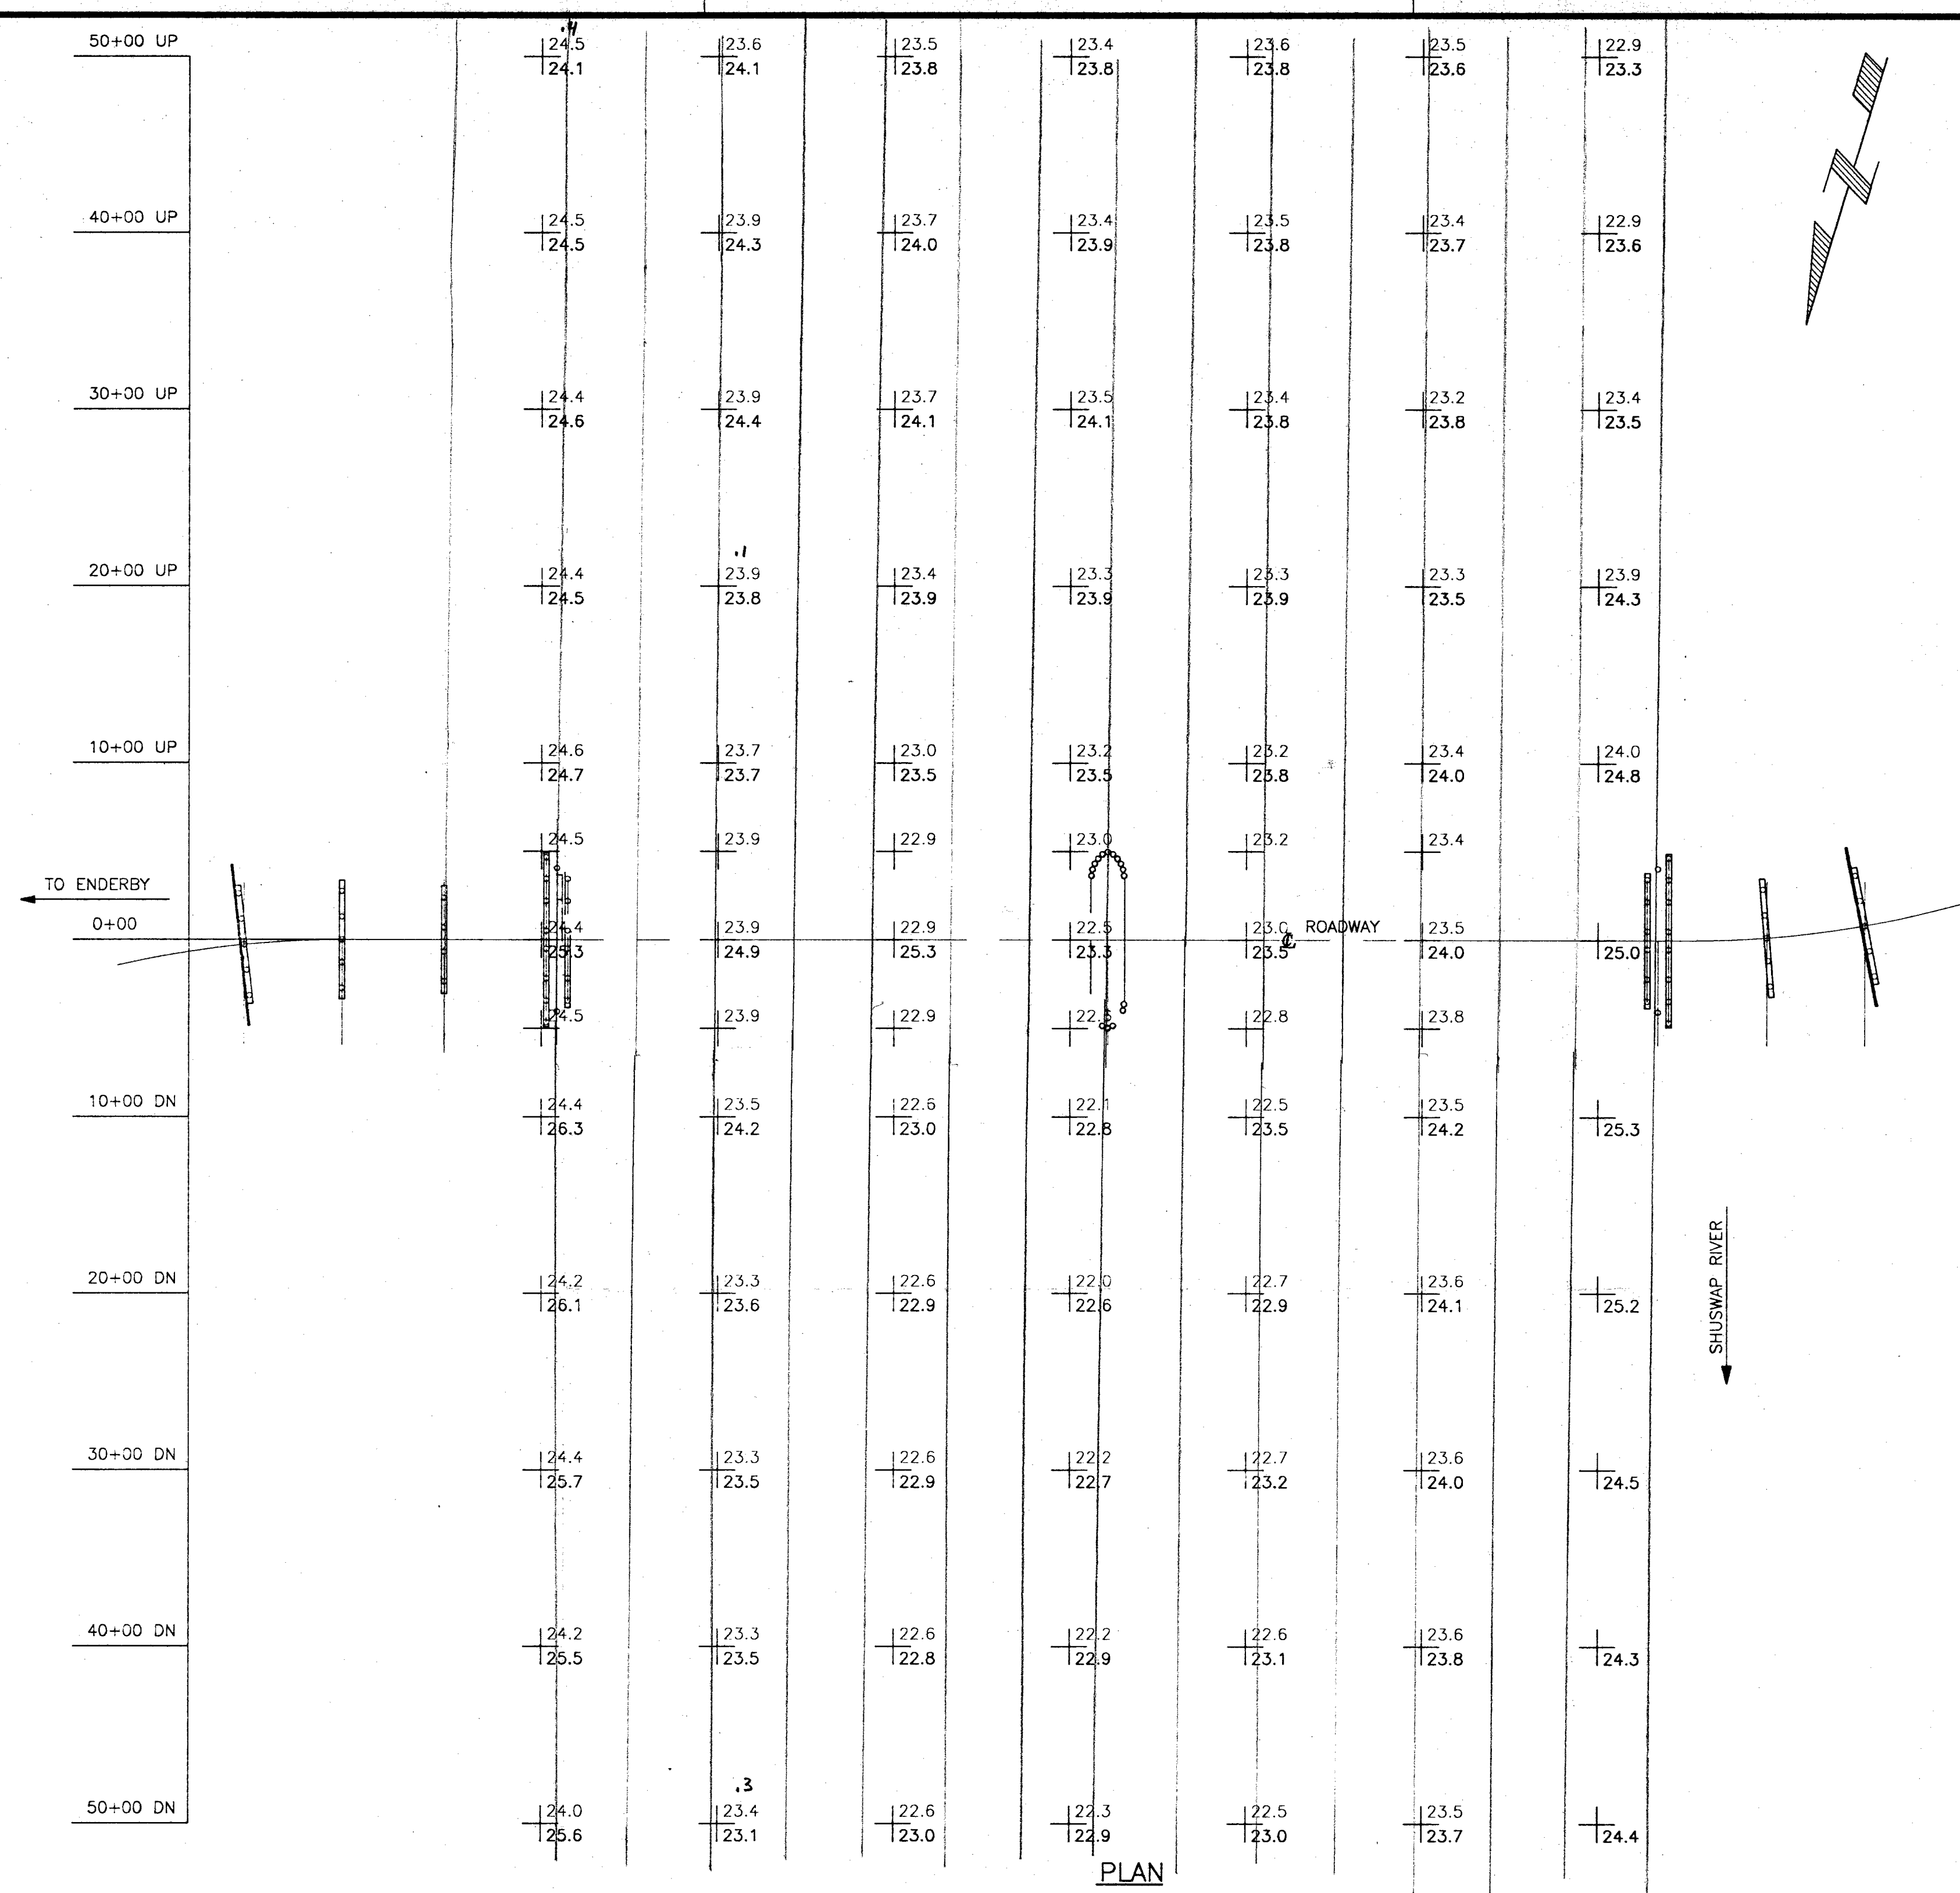 .4
50+00 UP 24.5 23.6 23.5 23.4 23.6 23.5 22.9
24.1 24.1 23.8 23.8 23.8 23.6 23.3
40+00 UP 24.5 23.9 23.7 23.4 23.5 23.4 22.9
24.5 24.3 24.0 23.9 23.8 23.7 23.6
30+00 UP 24.4 23.9 23.7 23.5 23.4 23.2 23.4
24.6 24.4 24.1 24.1 23.8 23.8 23.5
.1
20+00 UP 24.4 23.9 23.4 23.3 23.3 23.3 23.9
24.5 23.8 23.9 23.9 23.9 23.5 24.3
10+00 UP 24.6 23.7 23.0 23.2 23.2 23.4 24.0
24.7 23.7 23.5 23.5 23.8 24.0 24.8
24.5 23.9 22.9 23.0 23.2 23.4
TO ENDERBY
0+00 24.4 23.9 22.9 22.5 23.0 ℄ ROADWAY 23.5
25.3 24.9 25.3 23.3 23.5 24.0 25.0
24.5 23.9 22.9 22.8 23.8
10+00 DN 24.4 23.5 22.6 22.1 22.5 23.5
26.3 24.2 23.0 22.8 23.5 24.2 25.3
20+00 DN 24.2 23.3 22.6 22.0 22.7 23.6
26.1 23.6 22.9 22.6 22.9 24.1 25.2
SHUSWAP RIVER
30+00 DN 24.4 23.3 22.6 22.2 22.7 23.6
25.7 23.5 22.9 22.7 23.2 24.0 24.5
40+00 DN 24.2 23.3 22.6 22.2 22.6 23.6
25.5 23.5 22.8 22.9 23.1 23.8 24.3
.3
50+00 DN 24.0 23.4 22.6 22.3 22.5 23.5
25.6 23.1 23.0 22.9 23.0 23.7 24.4
PLAN